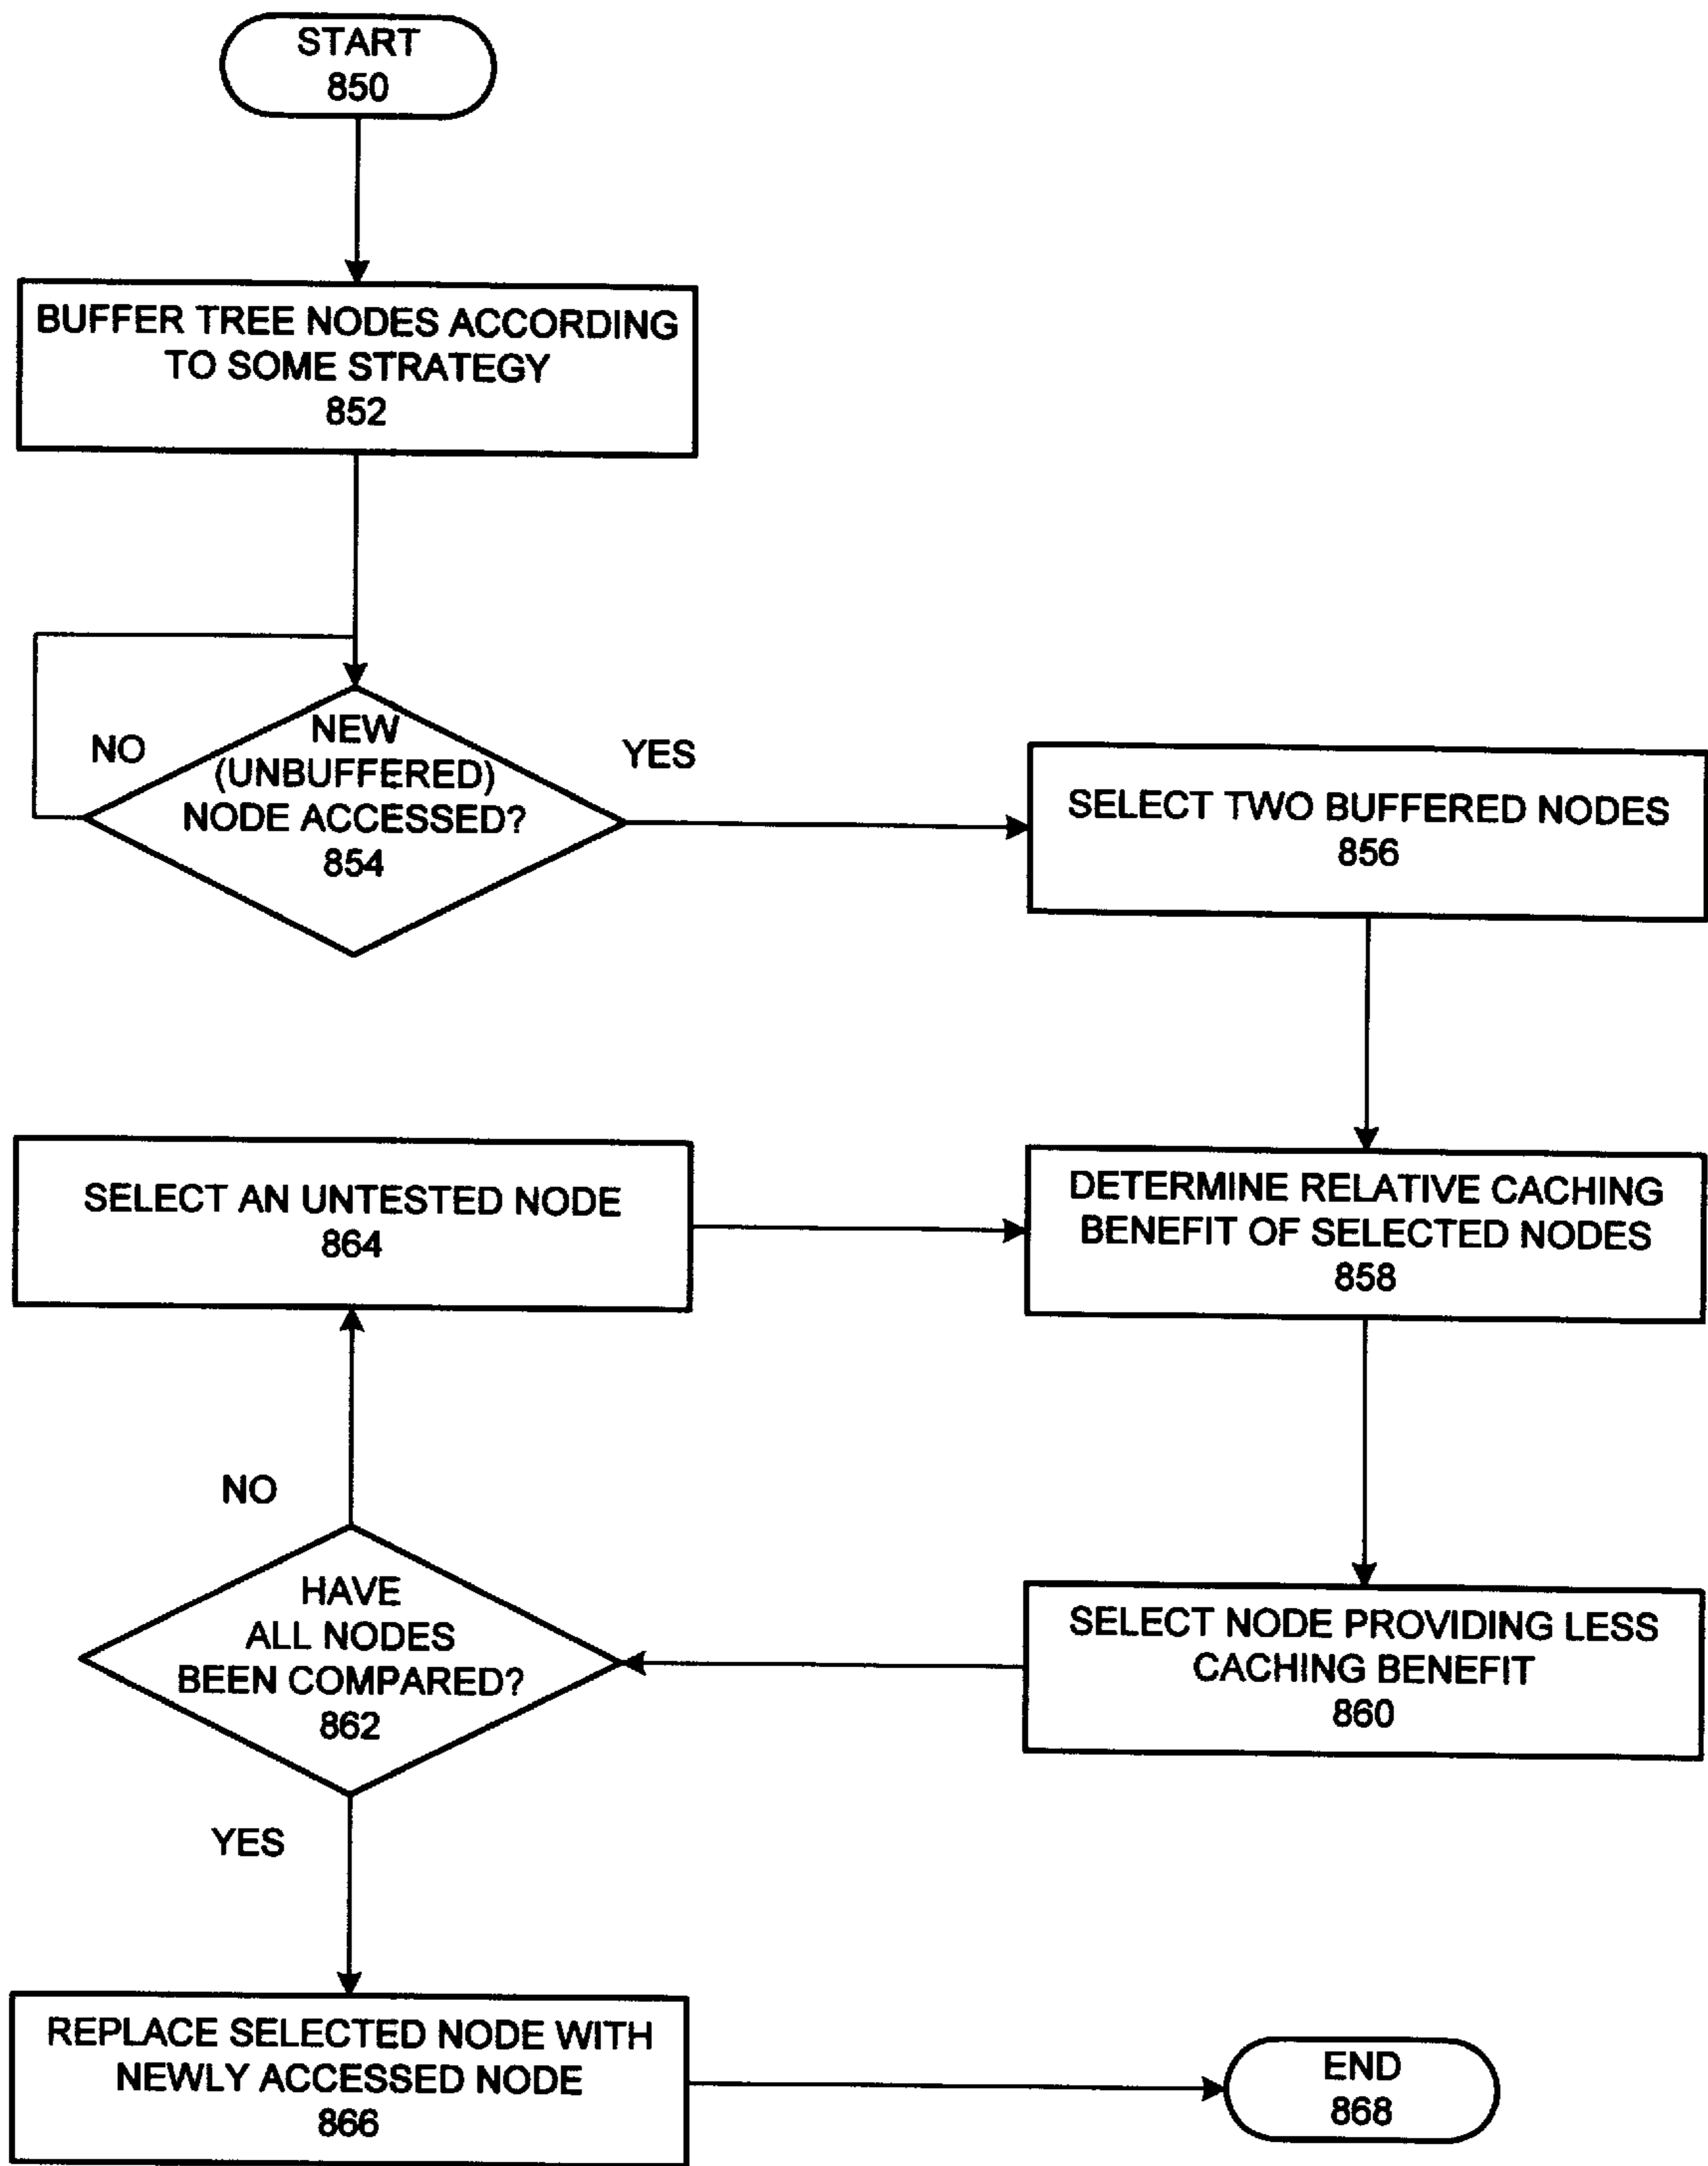 START
850
BUFFER TREE NODES ACCORDING
TO SOME STRATEGY
852
NO
NEW
(UNBUFFERED)
NODE ACCESSED?
854
YES
SELECT TWO BUFFERED NODES
856
SELECT AN UNTESTED NODE
864
DETERMINE RELATIVE CACHING
BENEFIT OF SELECTED NODES
858
NO
HAVE
ALL NODES
BEEN COMPARED?
862
SELECT NODE PROVIDING LESS
CACHING BENEFIT
860
YES
REPLACE SELECTED NODE WITH
NEWLY ACCESSED NODE
866
END
868